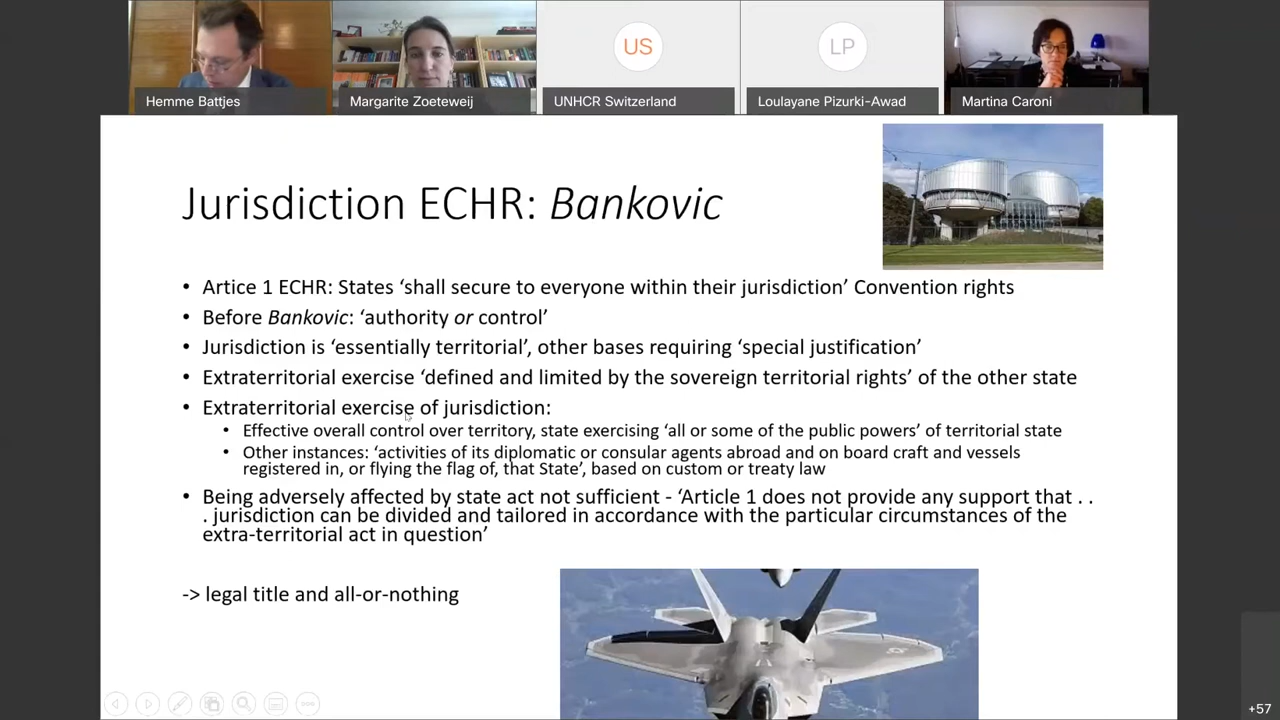 US
LP
Hemme Battjes
Margarite Zoeteweij
UNHCR Switzerland
Loulayane Pizurki-Awad
Martina Caroni
Jurisdiction ECHR: Bankovic
• Artice 1 ECHR: States ‘shall secure to everyone within their jurisdiction’ Convention rights
• Before Bankovic: ‘authority or control’
• Jurisdiction is ‘essentially territorial’, other bases requiring ‘special justification’
• Extraterritorial exercise ‘defined and limited by the sovereign territorial rights’ of the other state
• Extraterritorial exercise of jurisdiction:
• Effective overall control over territory, state exercising ‘all or some of the public powers’ of territorial state
• Other instances: ‘activities of its diplomatic or consular agents abroad and on board craft and vessels
registered in, or flying the flag of, that State’, based on custom or treaty law
• Being adversely affected by state act not sufficient - ‘Article 1 does not provide any support that . .
. jurisdiction can be divided and tailored in accordance with the particular circumstances of the
extra-territorial act in question’
-> legal title and all-or-nothing
+57